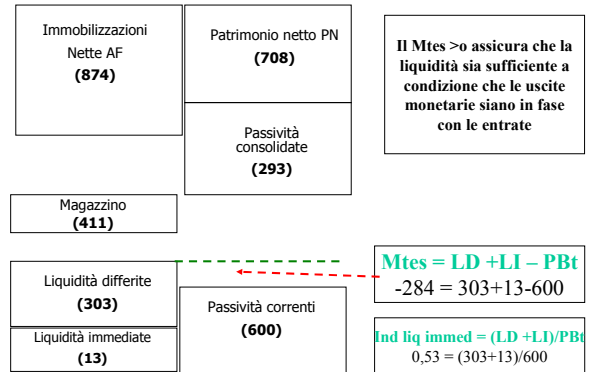 Immobilizzazioni
Nette AF
(874)
Patrimonio netto PN
(708)
Il Mtes >o assicura che la
liquidità sia sufficiente a
condizione che le uscite
monetarie siano in fase
con le entrate
Passività
consolidate
(293)
Magazzino
(411)
Liquidità differite
(303)
Liquidità immediate
(13)
Passività correnti
(600)
Mtes = LD +LI – PBt
-284 = 303+13-600
Ind liq immed = (LD +LI)/PBt
0,53 = (303+13)/600